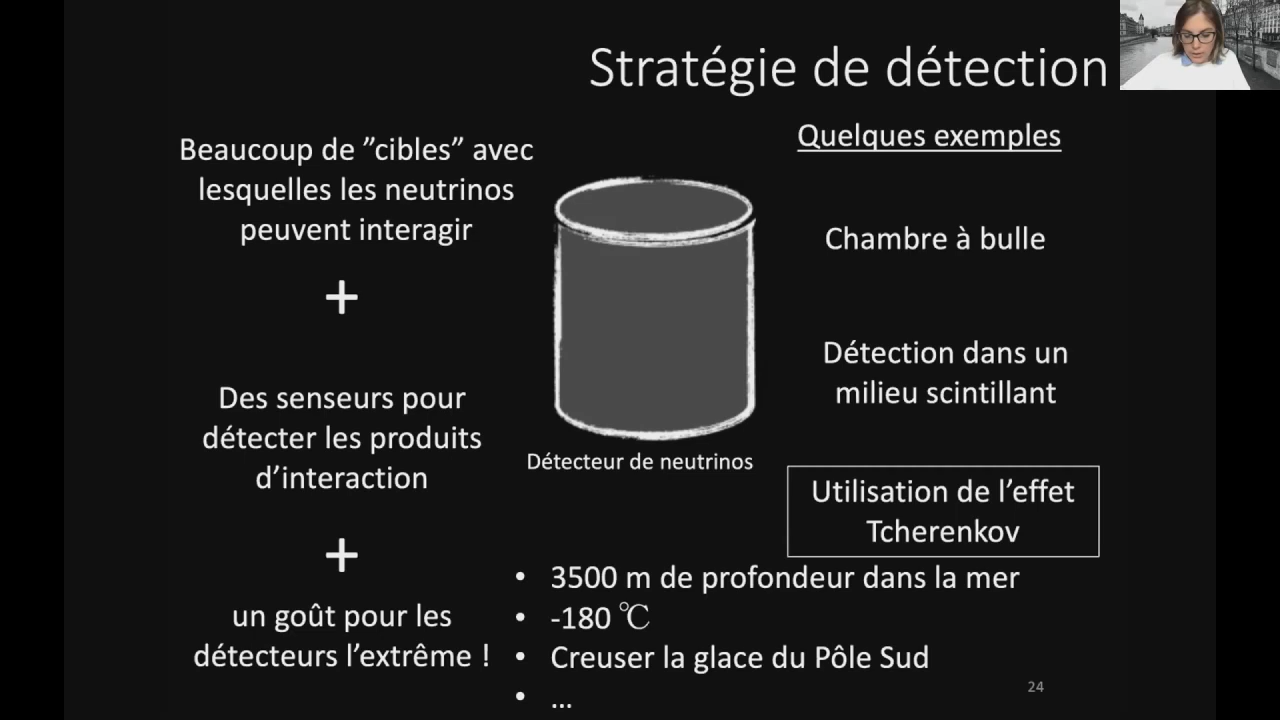 Stratégie de détection
Beaucoup de ”cibles” avec
lesquelles les neutrinos
peuvent interagir
+
Des senseurs pour
détecter les produits
d’interaction
+
un goût pour les
détecteurs l’extrême !
Détecteur de neutrinos
Quelques exemples
Chambre à bulle
Détection dans un
milieu scintillant
Utilisation de l’effet
Tcherenkov
• 3500 m de profondeur dans la mer
• -180 ℃
• Creuser la glace du Pôle Sud
• ...
24